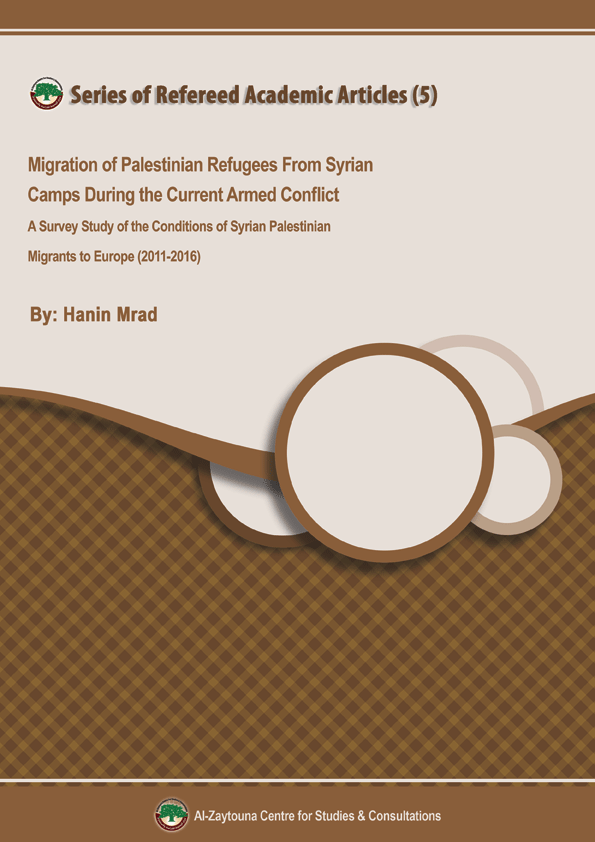 Series of Refereed Academic Articles (5)
Migration of Palestinian Refugees From Syrian
Camps During the Current Armed Conflict
A Survey Study of the Conditions of Syrian Palestinian
Migrants to Europe (2011-2016)
By: Hanin Mrad
Al-Zaytouna Centre for Studies & Consultations